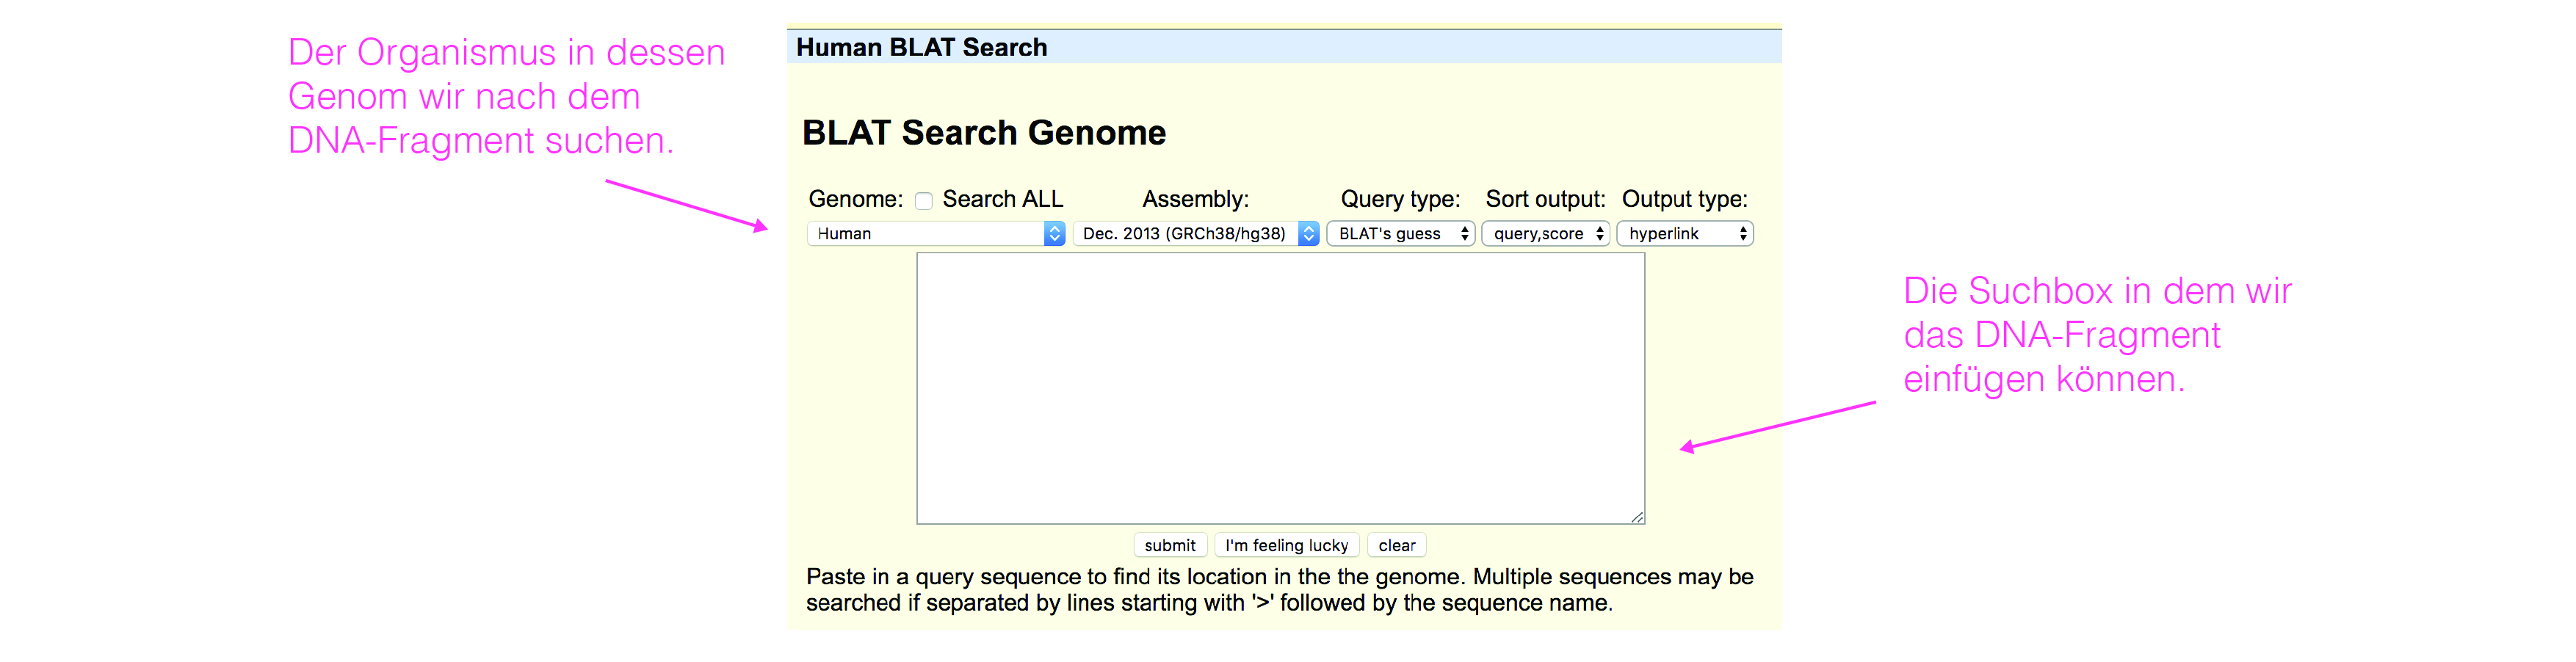 Der Organismus in dessen
Genom wir nach dem
DNA-Fragment suchen.
Human BLAT Search
BLAT Search Genome
Genome: Search ALL Assembly: Query type: Sort output: Output type:
Human Dec. 2013 (GRCh38/hg38) BLAT's guess query,score hyperlink
Die Suchbox in dem wir
das DNA-Fragment
einfügen können.
submit I'm feeling lucky clear
Paste in a query sequence to find its location in the the genome. Multiple sequences may be
searched if separated by lines starting with '>' followed by the sequence name.